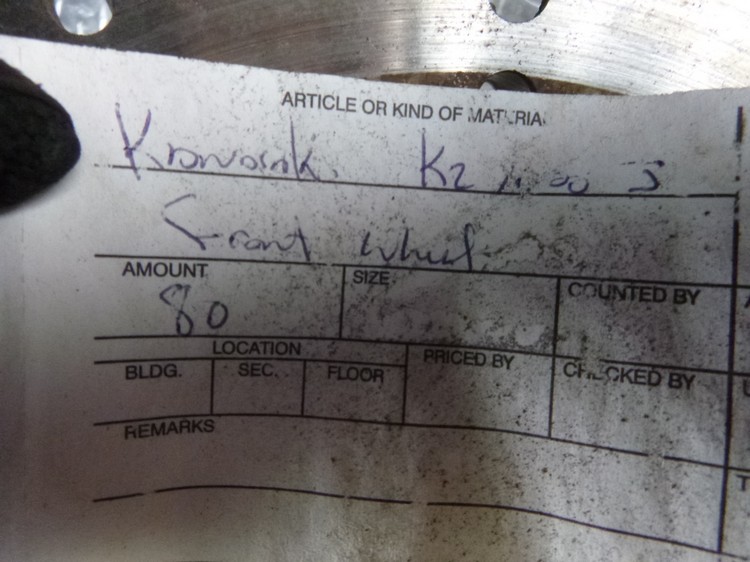 ARTICLE OR KIND OF MATERIA
KZ J
Front wheel
AMOUNT SIZE COUNTED BY
80
LOCATION PRICED BY CHECKED BY
BLDG. SEC. FLOOR
REMARKS